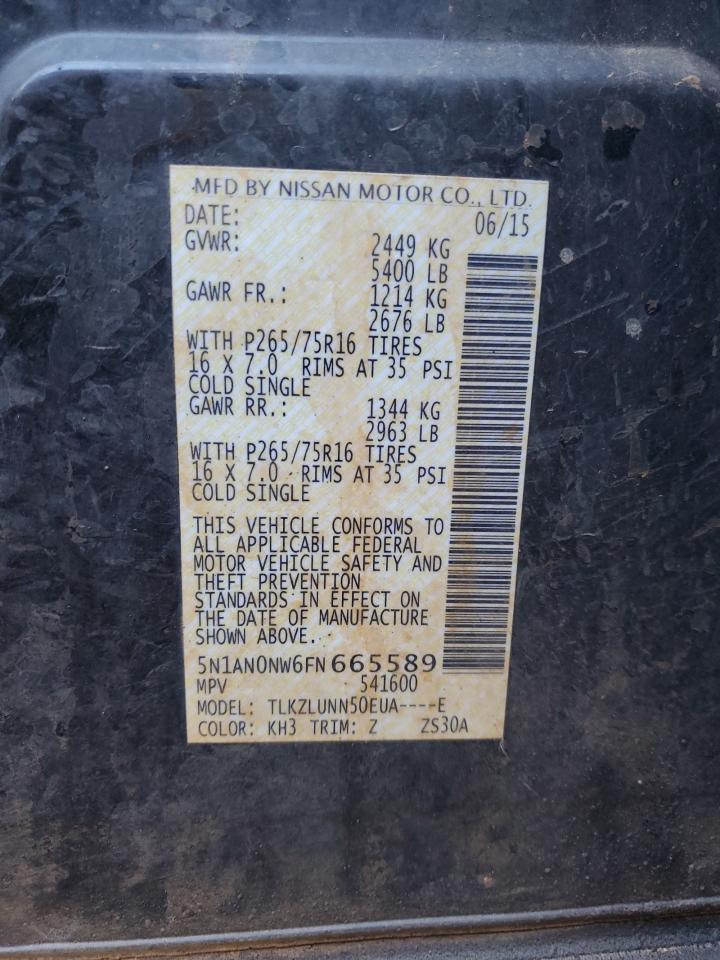 MFD BY NISSAN MOTOR CO., LTD.
DATE: 06/15
GVWR: 2449 KG
5400 LB
GAWR FR.: 1214 KG
2676 LB
WITH P265/75R16 TIRES
16 X 7.0 RIMS AT 35 PSI
COLD SINGLE
GAWR RR.: 1344 KG
2963 LB
WITH P265/75R16 TIRES
16 X 7.0 RIMS AT 35 PSI
COLD SINGLE
THIS VEHICLE CONFORMS TO
ALL APPLICABLE FEDERAL
MOTOR VEHICLE SAFETY AND
THEFT PREVENTION
STANDARDS IN EFFECT ON
THE DATE OF MANUFACTURE
SHOWN ABOVE.
5N1AN0NW6FN665589
MPV 541600
MODEL: TLKZLUNN50EUA----E
COLOR: KH3 TRIM: Z ZS30A